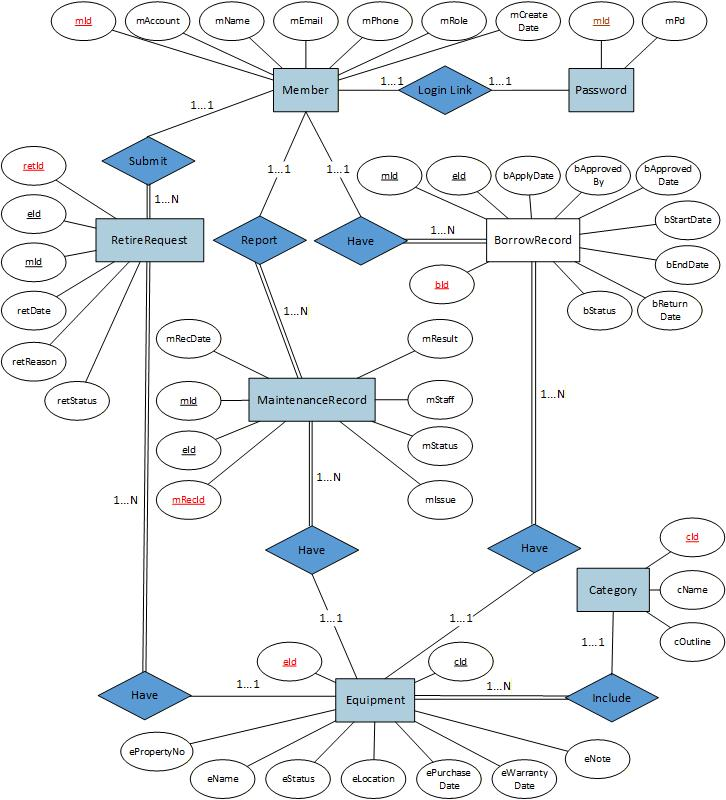 mId
mAccount
mName
mEmail
mPhone
mRole
mCreate
Date
mId
mPd
Member
1...1
Login Link
1...1
Password
1...1
Submit
retId
1...N
1...1
1...1
mId
eId
bApplyDate
bApproved
By
bApproved
Date
eId
RetireRequest
Report
Have
1...N
BorrowRecord
bStartDate
mId
bEndDate
bId
retDate
1...N
bStatus
bReturn
Date
mRecDate
mResult
retReason
retStatus
mId
MaintenanceRecord
mStaff
1...N
eId
mStatus
1...N
mRecId
1...N
mIssue
cId
Have
Have
Category
cName
1...1
1...1
cOutline
1...1
eId
cId
Have
1...1
Equipment
1...N
Include
ePropertyNo
eName
eStatus
eLocation
ePurchase
Date
eWarranty
Date
eNote